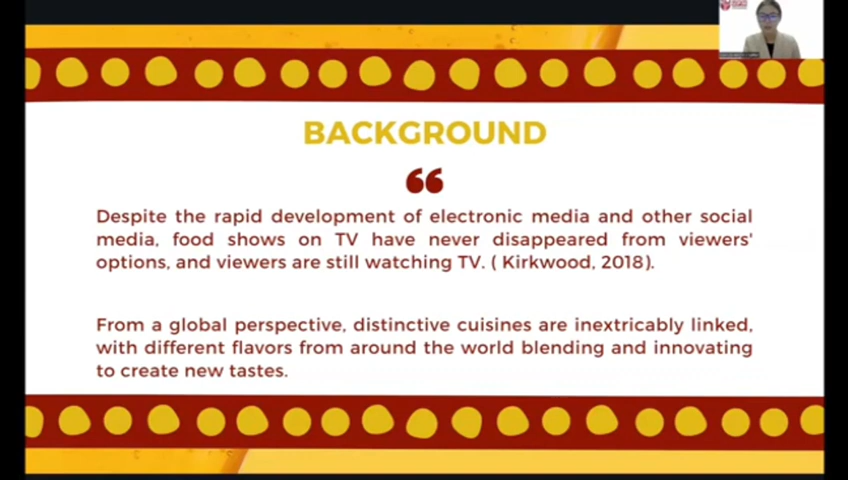 BACKGROUND
“
Despite the rapid development of electronic media and other social
media, food shows on TV have never disappeared from viewers'
options, and viewers are still watching TV. ( Kirkwood, 2018).
From a global perspective, distinctive cuisines are inextricably linked,
with different flavors from around the world blending and innovating
to create new tastes.